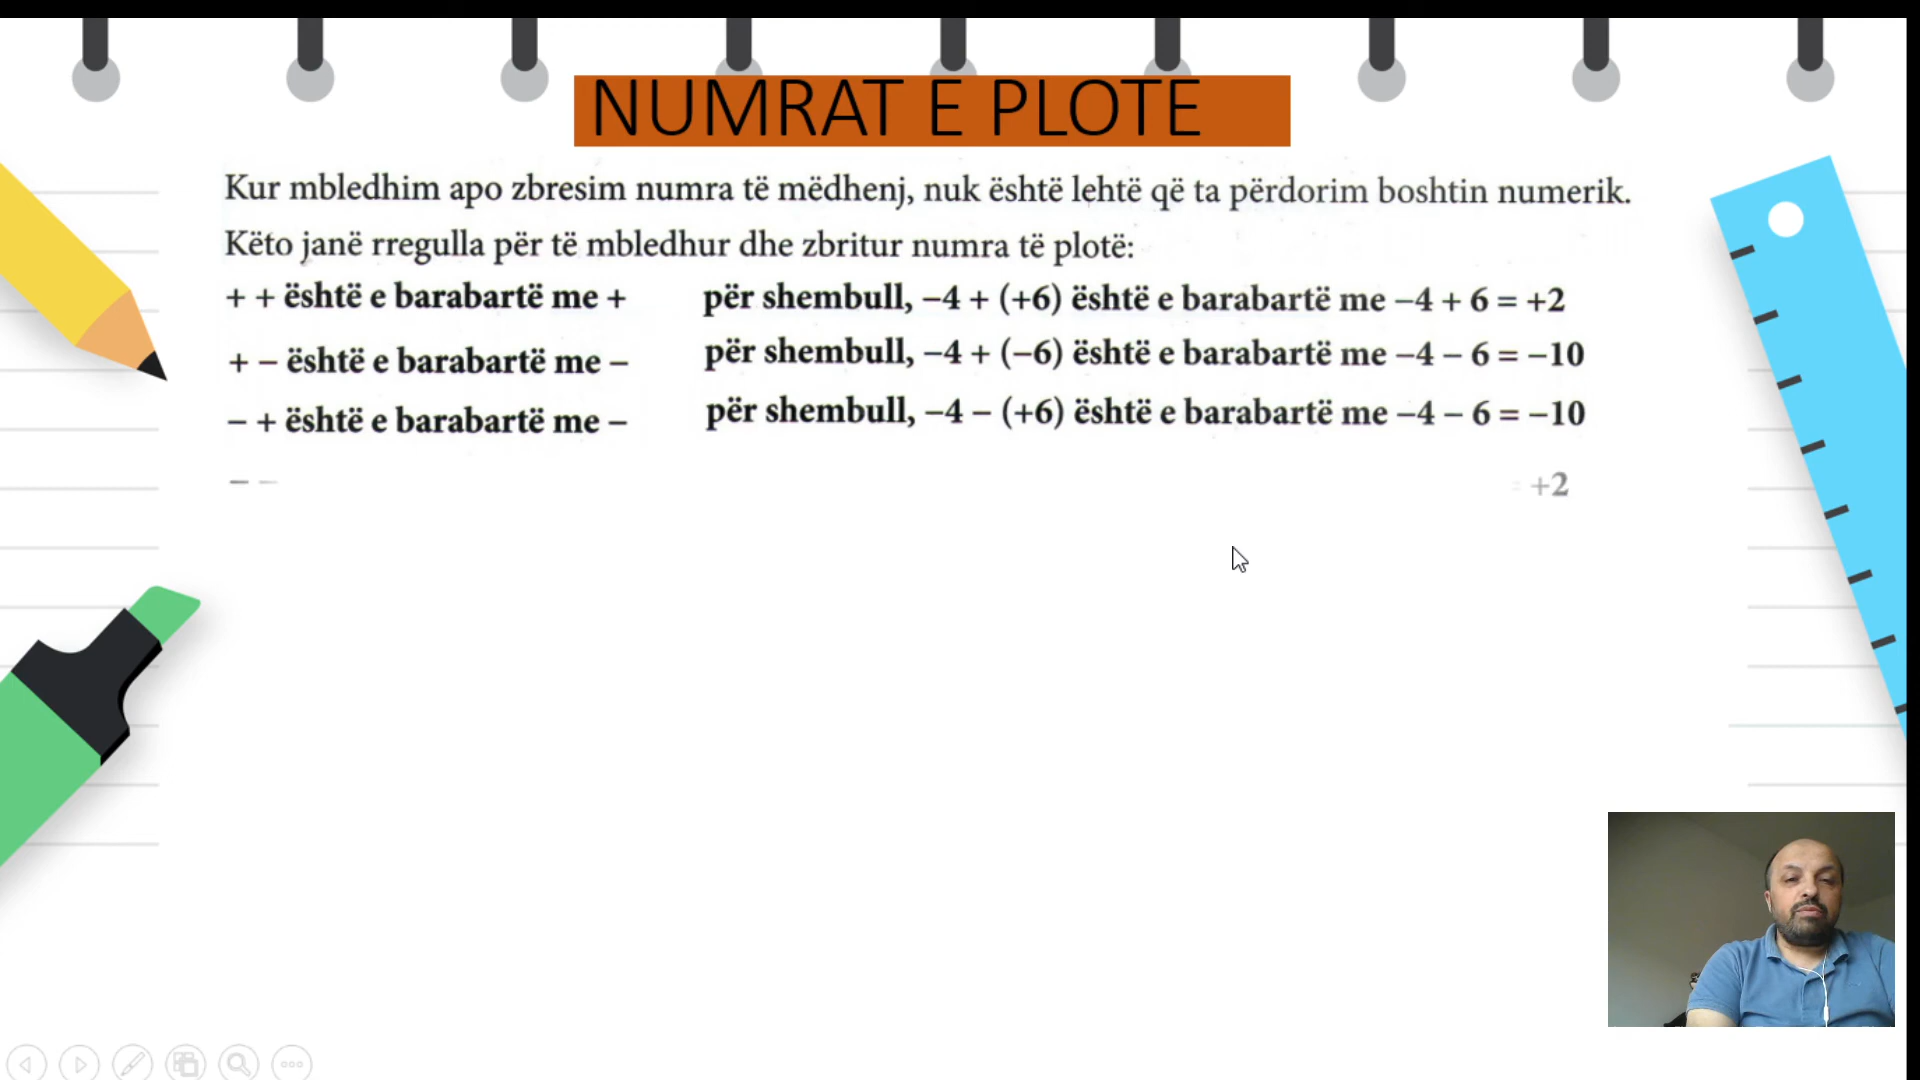 NUMRAT E PLOTE
Kur mbledhim apo zbresim numra të mëdhenj, nuk është lehtë që ta përdorim boshtin numerik.
Këto janë rregulla për të mbledhur dhe zbritur numra të plotë:
+ + është e barabartë me + për shembull, –4 + (+6) është e barabartë me –4 + 6 = +2
+ – është e barabartë me – për shembull, –4 + (–6) është e barabartë me –4 – 6 = –10
– + është e barabartë me – për shembull, –4 – (+6) është e barabartë me –4 – 6 = –10
– – = +2